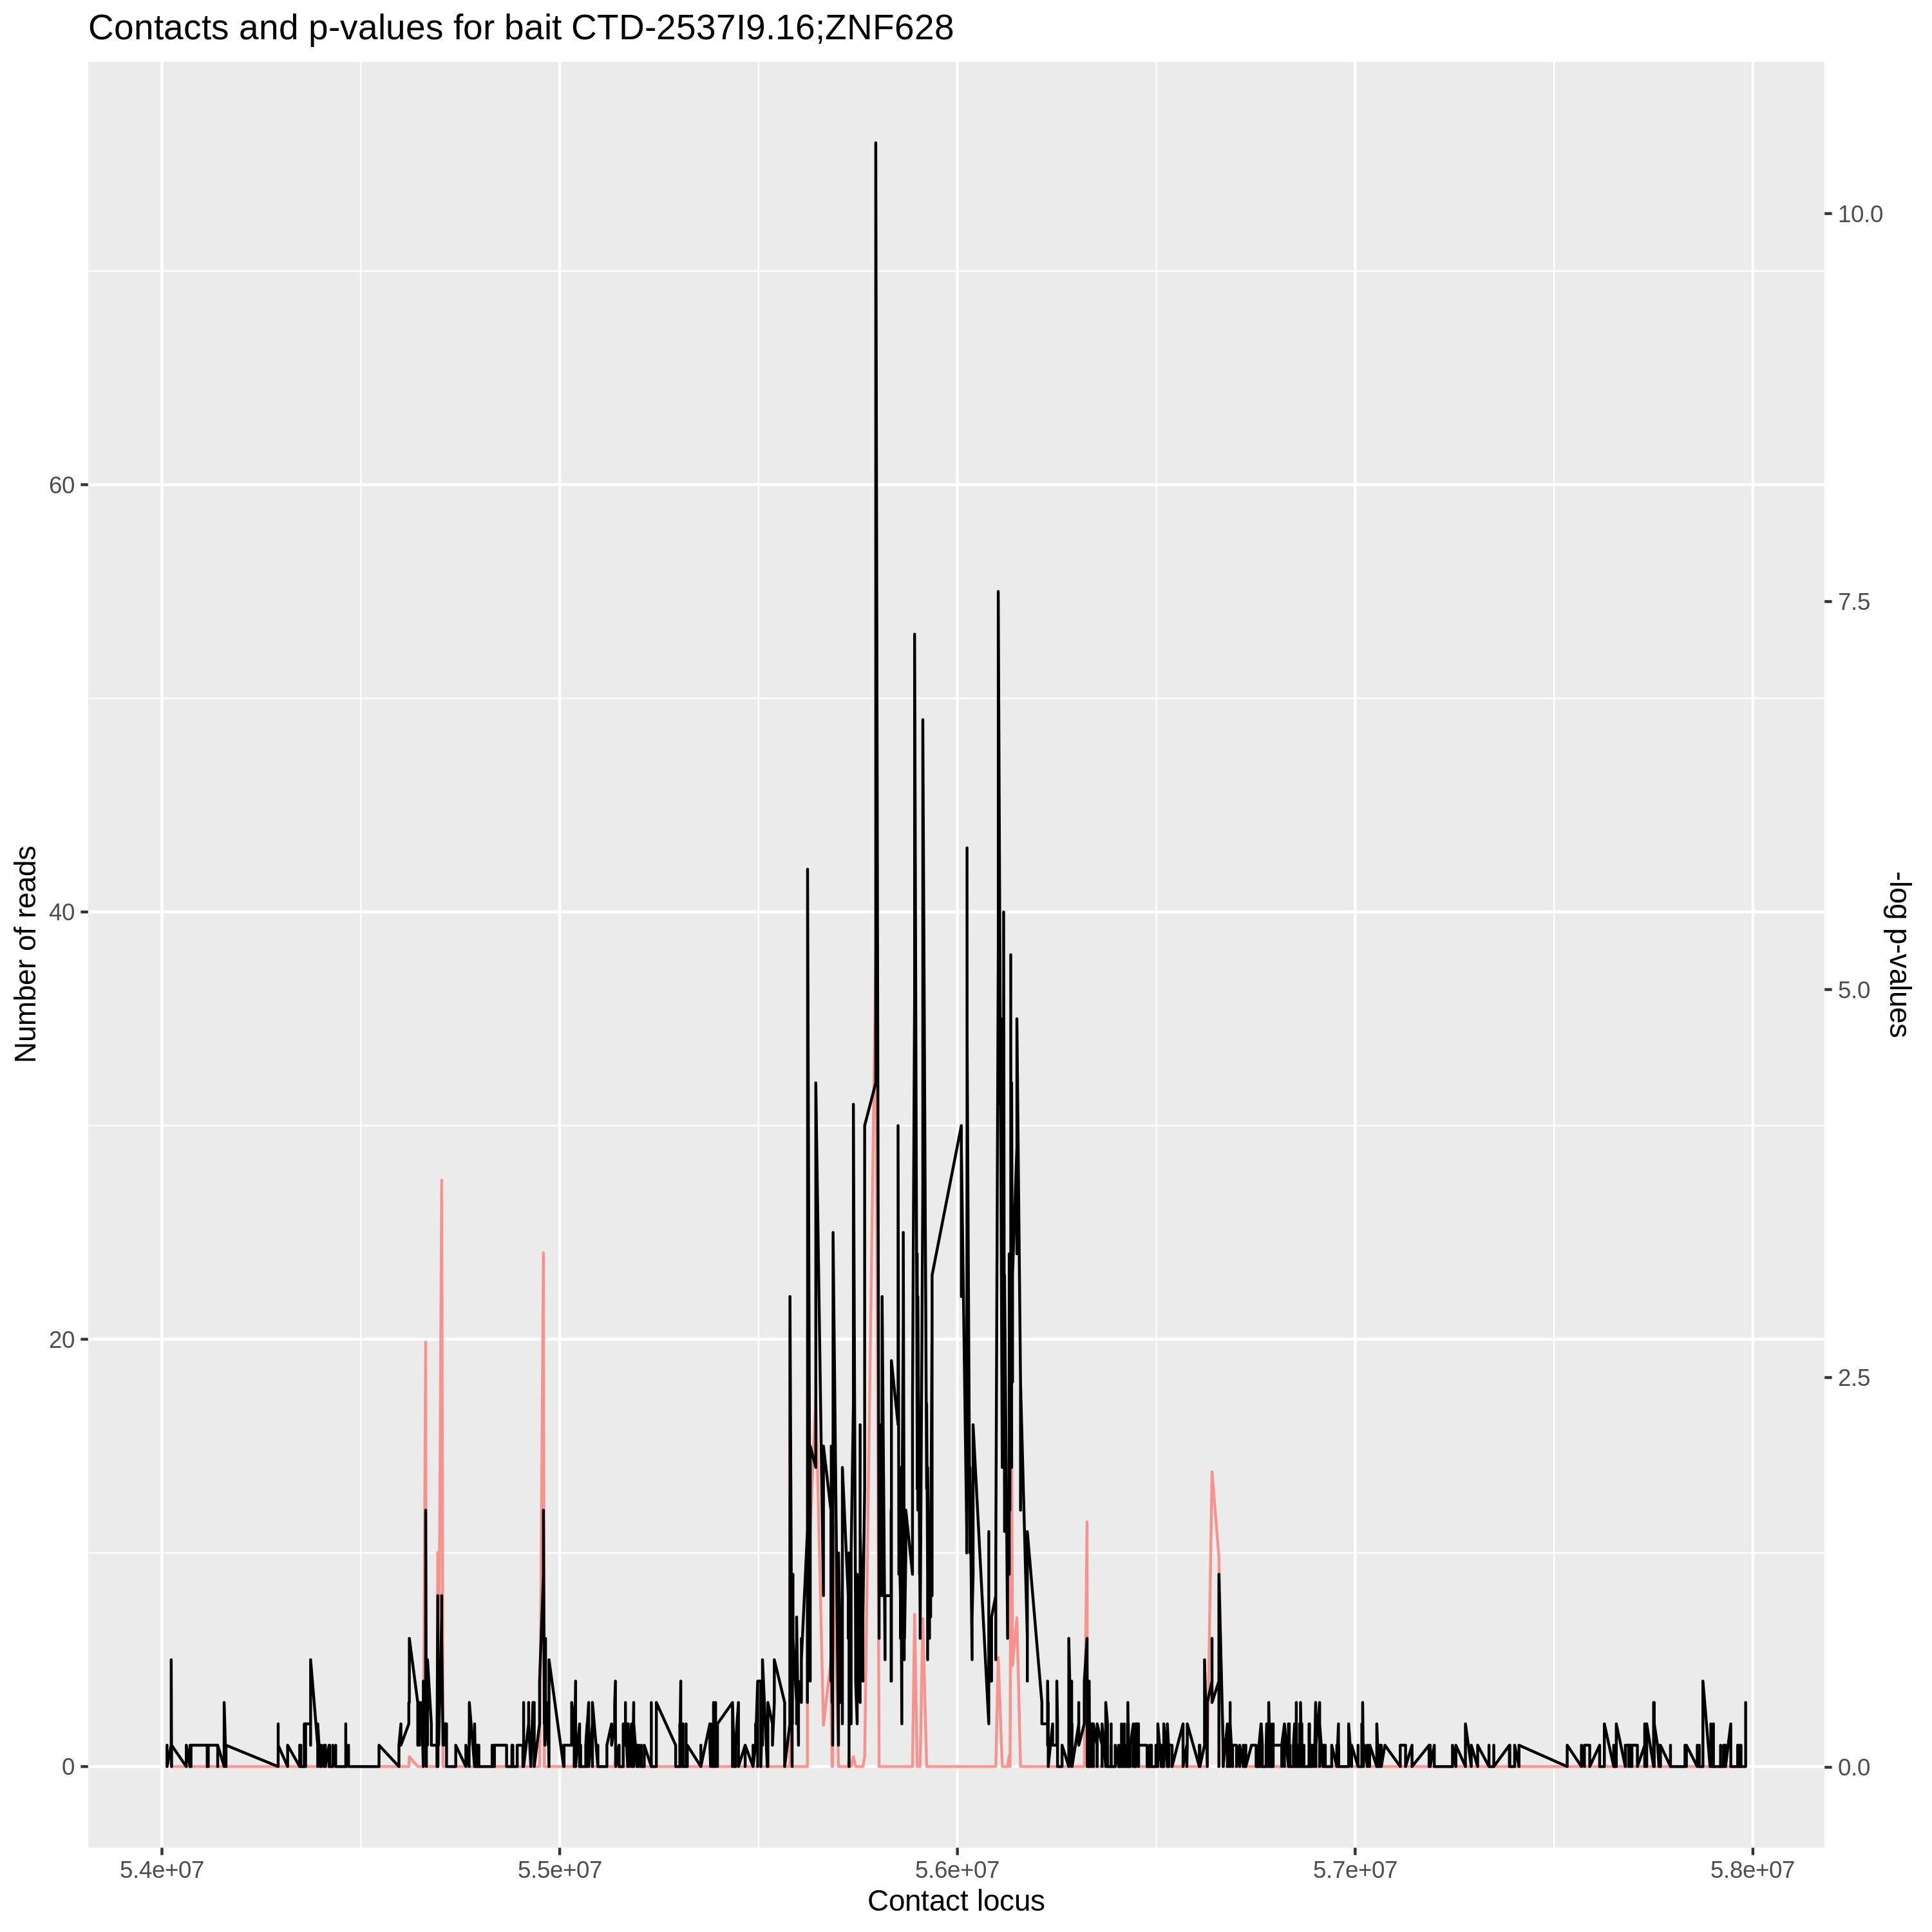 Contacts and p-values for bait CTD-2537I9.16;ZNF628
10.0
60
7.5
Number of reads
-log p-values
40
5.0
20
2.5
0
0.0
5.4e+07 5.5e+07 5.6e+07 5.7e+07 5.8e+07
Contact locus